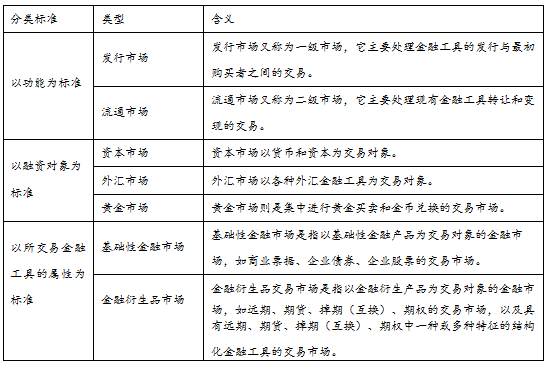 分类标准 类型 含义
以功能为标准
发行市场
发行市场又称为一级市场，它主要处理金融工具的发行与最初
购买者之间的交易。
流通市场
流通市场又称为二级市场，它主要处理现有金融工具转让和变
现的交易。
以融资对象为
标准
资本市场 资本市场以货币和资本为交易对象。
外汇市场 外汇市场以各种外汇金融工具为交易对象。
黄金市场 黄金市场则是集中进行黄金买卖和金币兑换的交易市场。
以所交易金融
工具的属性为
标准
基础性金融市场
基础性金融市场是指以基础性金融产品为交易对象的金融市
场，如商业票据、企业债券、企业股票的交易市场。
金融衍生品市场
金融衍生品交易市场是指以金融衍生产品为交易对象的金融市
场，如远期、期货、掉期（互换）、期权的交易市场，以及具
有远期、期货、掉期（互换）、期权中一种或多种特征的结构
化金融工具的交易市场。